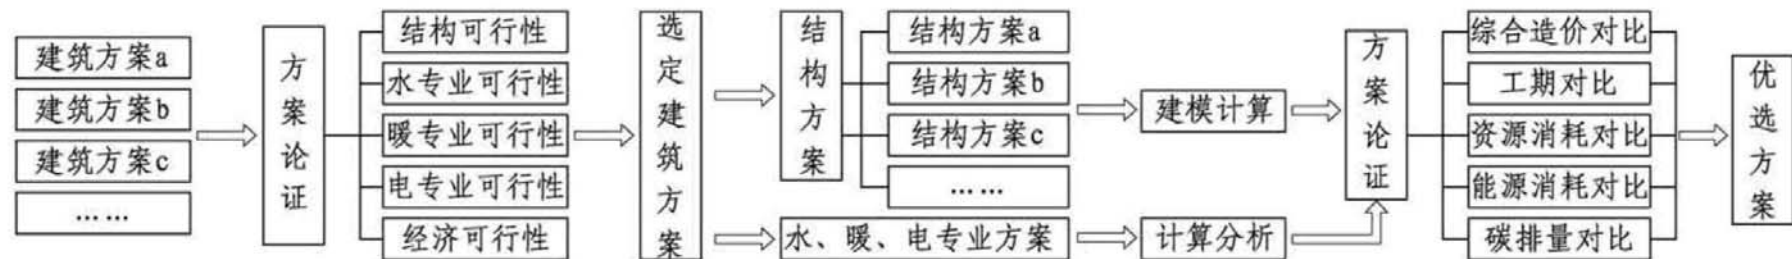 建筑方案a
建筑方案b
建筑方案c
……
方案论证
结构可行性
水专业可行性
暖专业可行性
电专业可行性
经济可行性
选定建筑方案
结构方案
结构方案a
结构方案b
结构方案c
……
水、暖、电专业方案
建模计算
计算分析
方案论证
综合造价对比
工期对比
资源消耗对比
能源消耗对比
碳排量对比
优选方案